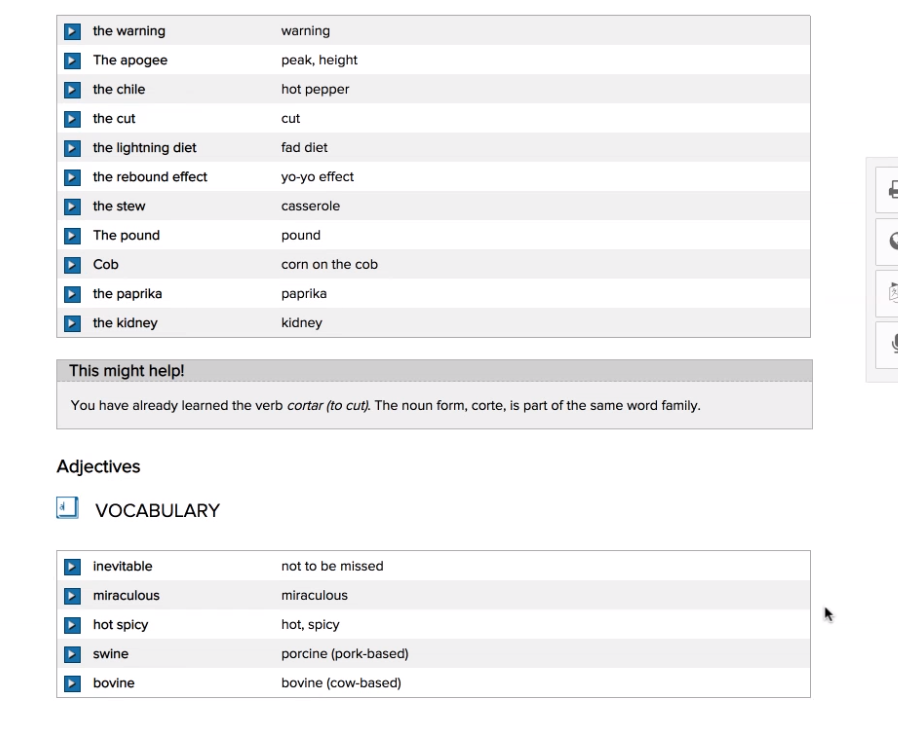 the warning warning
The apogee peak, height
the chile hot pepper
the cut cut
the lightning diet fad diet
the rebound effect yo-yo effect
the stew casserole
The pound pound
Cob corn on the cob
the paprika paprika
the kidney kidney
This might help!
You have already learned the verb cortar (to cut). The noun form, corte, is part of the same word family.
Adjectives
VOCABULARY
inevitable not to be missed
miraculous miraculous
hot spicy hot, spicy
swine porcine (pork-based)
bovine bovine (cow-based)